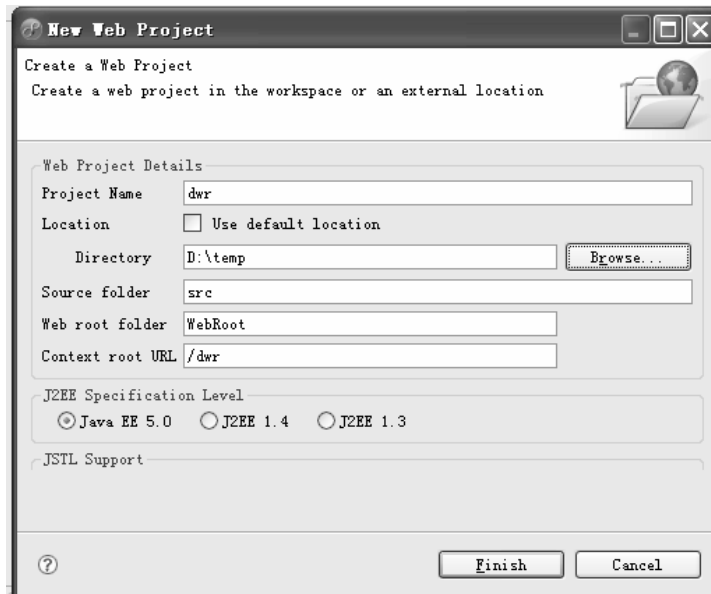 New Web Project
Create a Web Project
Create a web project in the workspace or an external location
Web Project Details
Project Name dwr
Location Use default location
Directory D:\temp Browse...
Source folder src
Web root folder WebRoot
Context root URL /dwr
J2EE Specification Level
Java EE 5.0 J2EE 1.4 J2EE 1.3
JSTL Support
? Finish Cancel